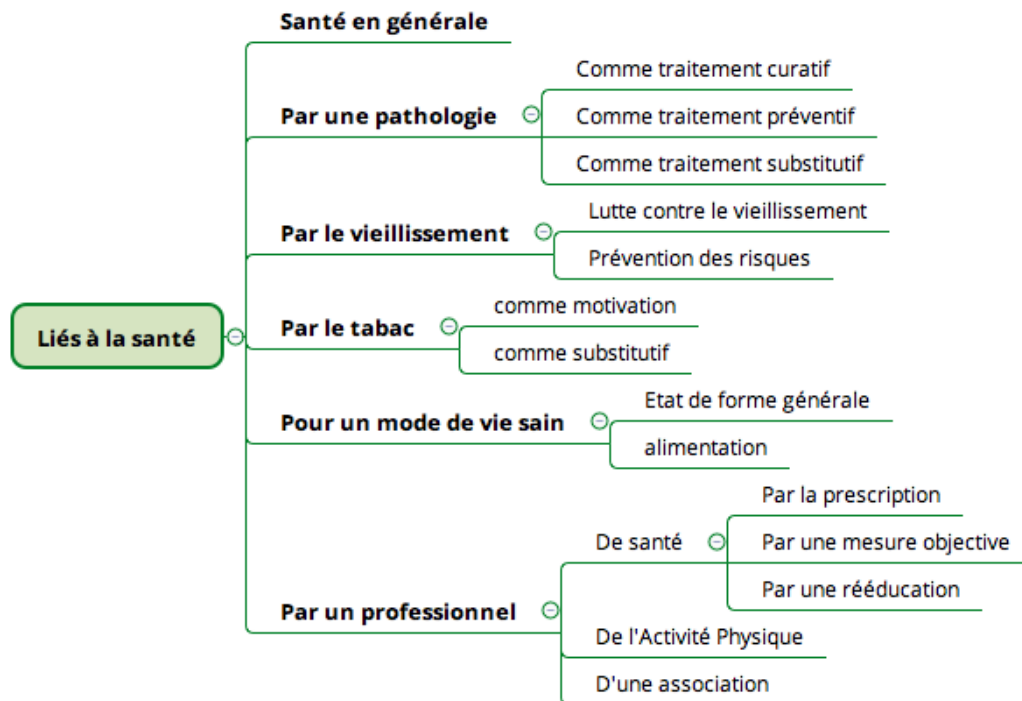 Santé en générale
Comme traitement curatif
Par une pathologie
Comme traitement préventif
Comme traitement substitutif
Lutte contre le vieillissement
Par le vieillissement
Prévention des risques
comme motivation
Par le tabac
Liés à la santé
comme substitutif
Etat de forme générale
Pour un mode de vie sain
alimentation
Par la prescription
De santé
Par une mesure objective
Par une rééducation
Par un professionnel
De l'Activité Physique
D'une association